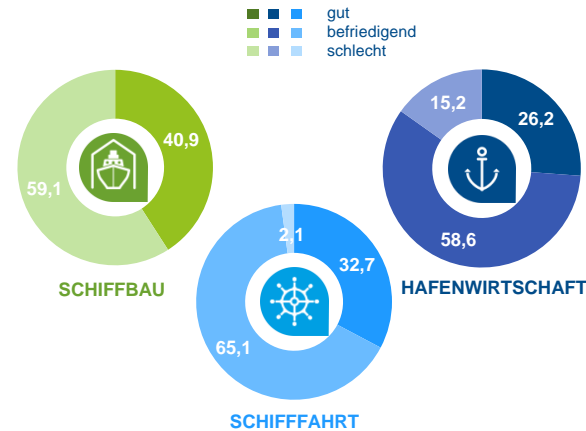 gut
befriedigend
schlecht
40,9
59,1
SCHIFFBAU
15,2
26,2
58,6
HAFENWIRTSCHAFT
2,1
32,7
65,1
SCHIFFFAHRT